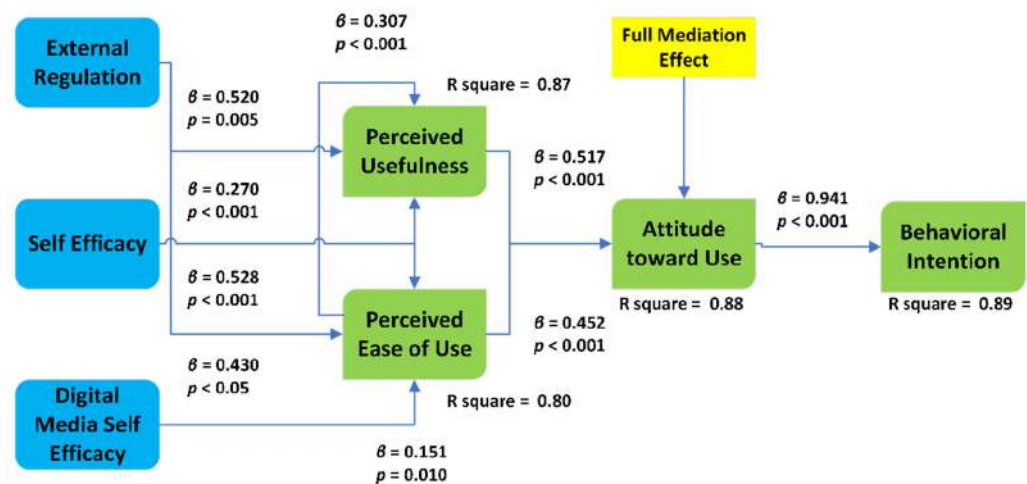 External
Regulation
β = 0.307
p < 0.001
Full Mediation
Effect
R square = 0.87
β = 0.520
p = 0.005
Perceived
Usefulness
β = 0.517
p < 0.001
β = 0.270
p < 0.001
Self Efficacy
Attitude
toward Use
β = 0.941
p < 0.001
Behavioral
Intention
β = 0.528
p < 0.001
R square = 0.88
R square = 0.89
Perceived
Ease of Use
β = 0.452
p < 0.001
β = 0.430
p < 0.05
Digital
Media Self
Efficacy
R square = 0.80
β = 0.151
p = 0.010